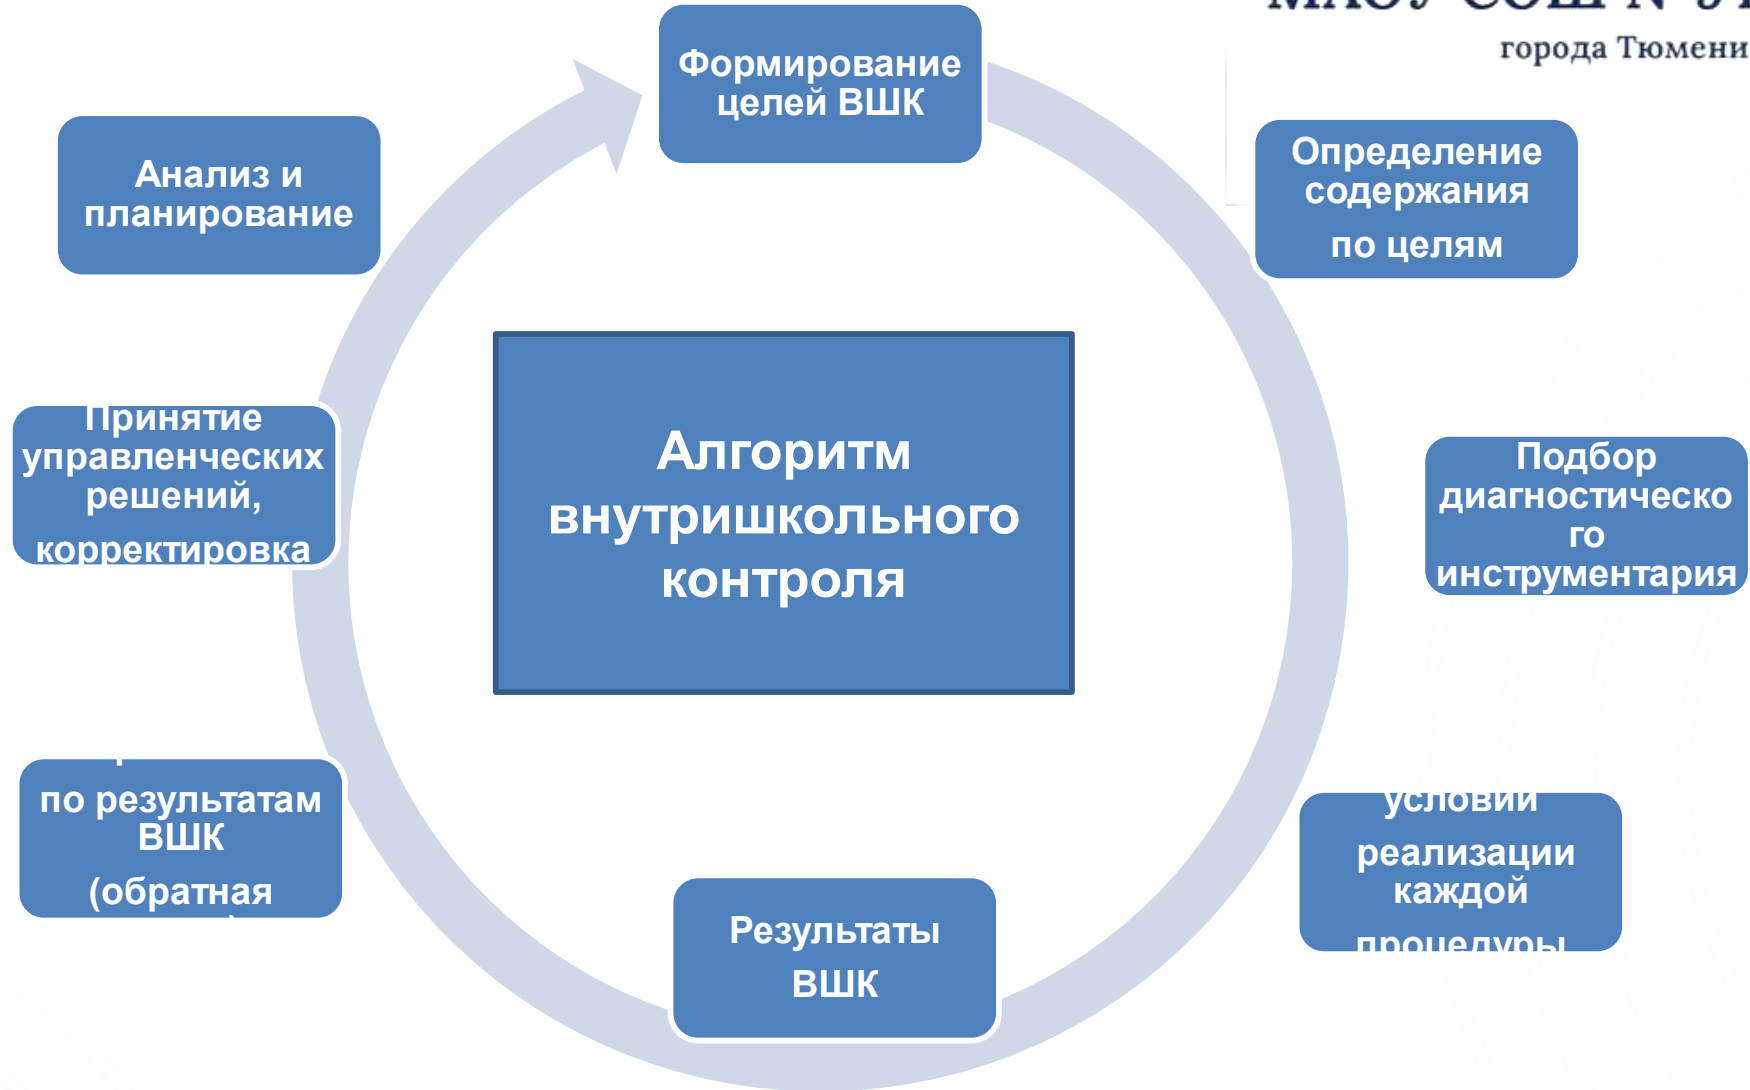 МАОУ СОШ №
города Тюмени
Формирование
целей ВШК
Определение
содержания
по целям
Подбор
диагностическо
го
инструментария
условий
реализации
каждой
процедуры
Результаты
ВШК
по результатам
ВШК
(обратная
Принятие
управленческих
решений,
корректировка
Анализ и
планирование
Алгоритм
внутришкольного
контроля